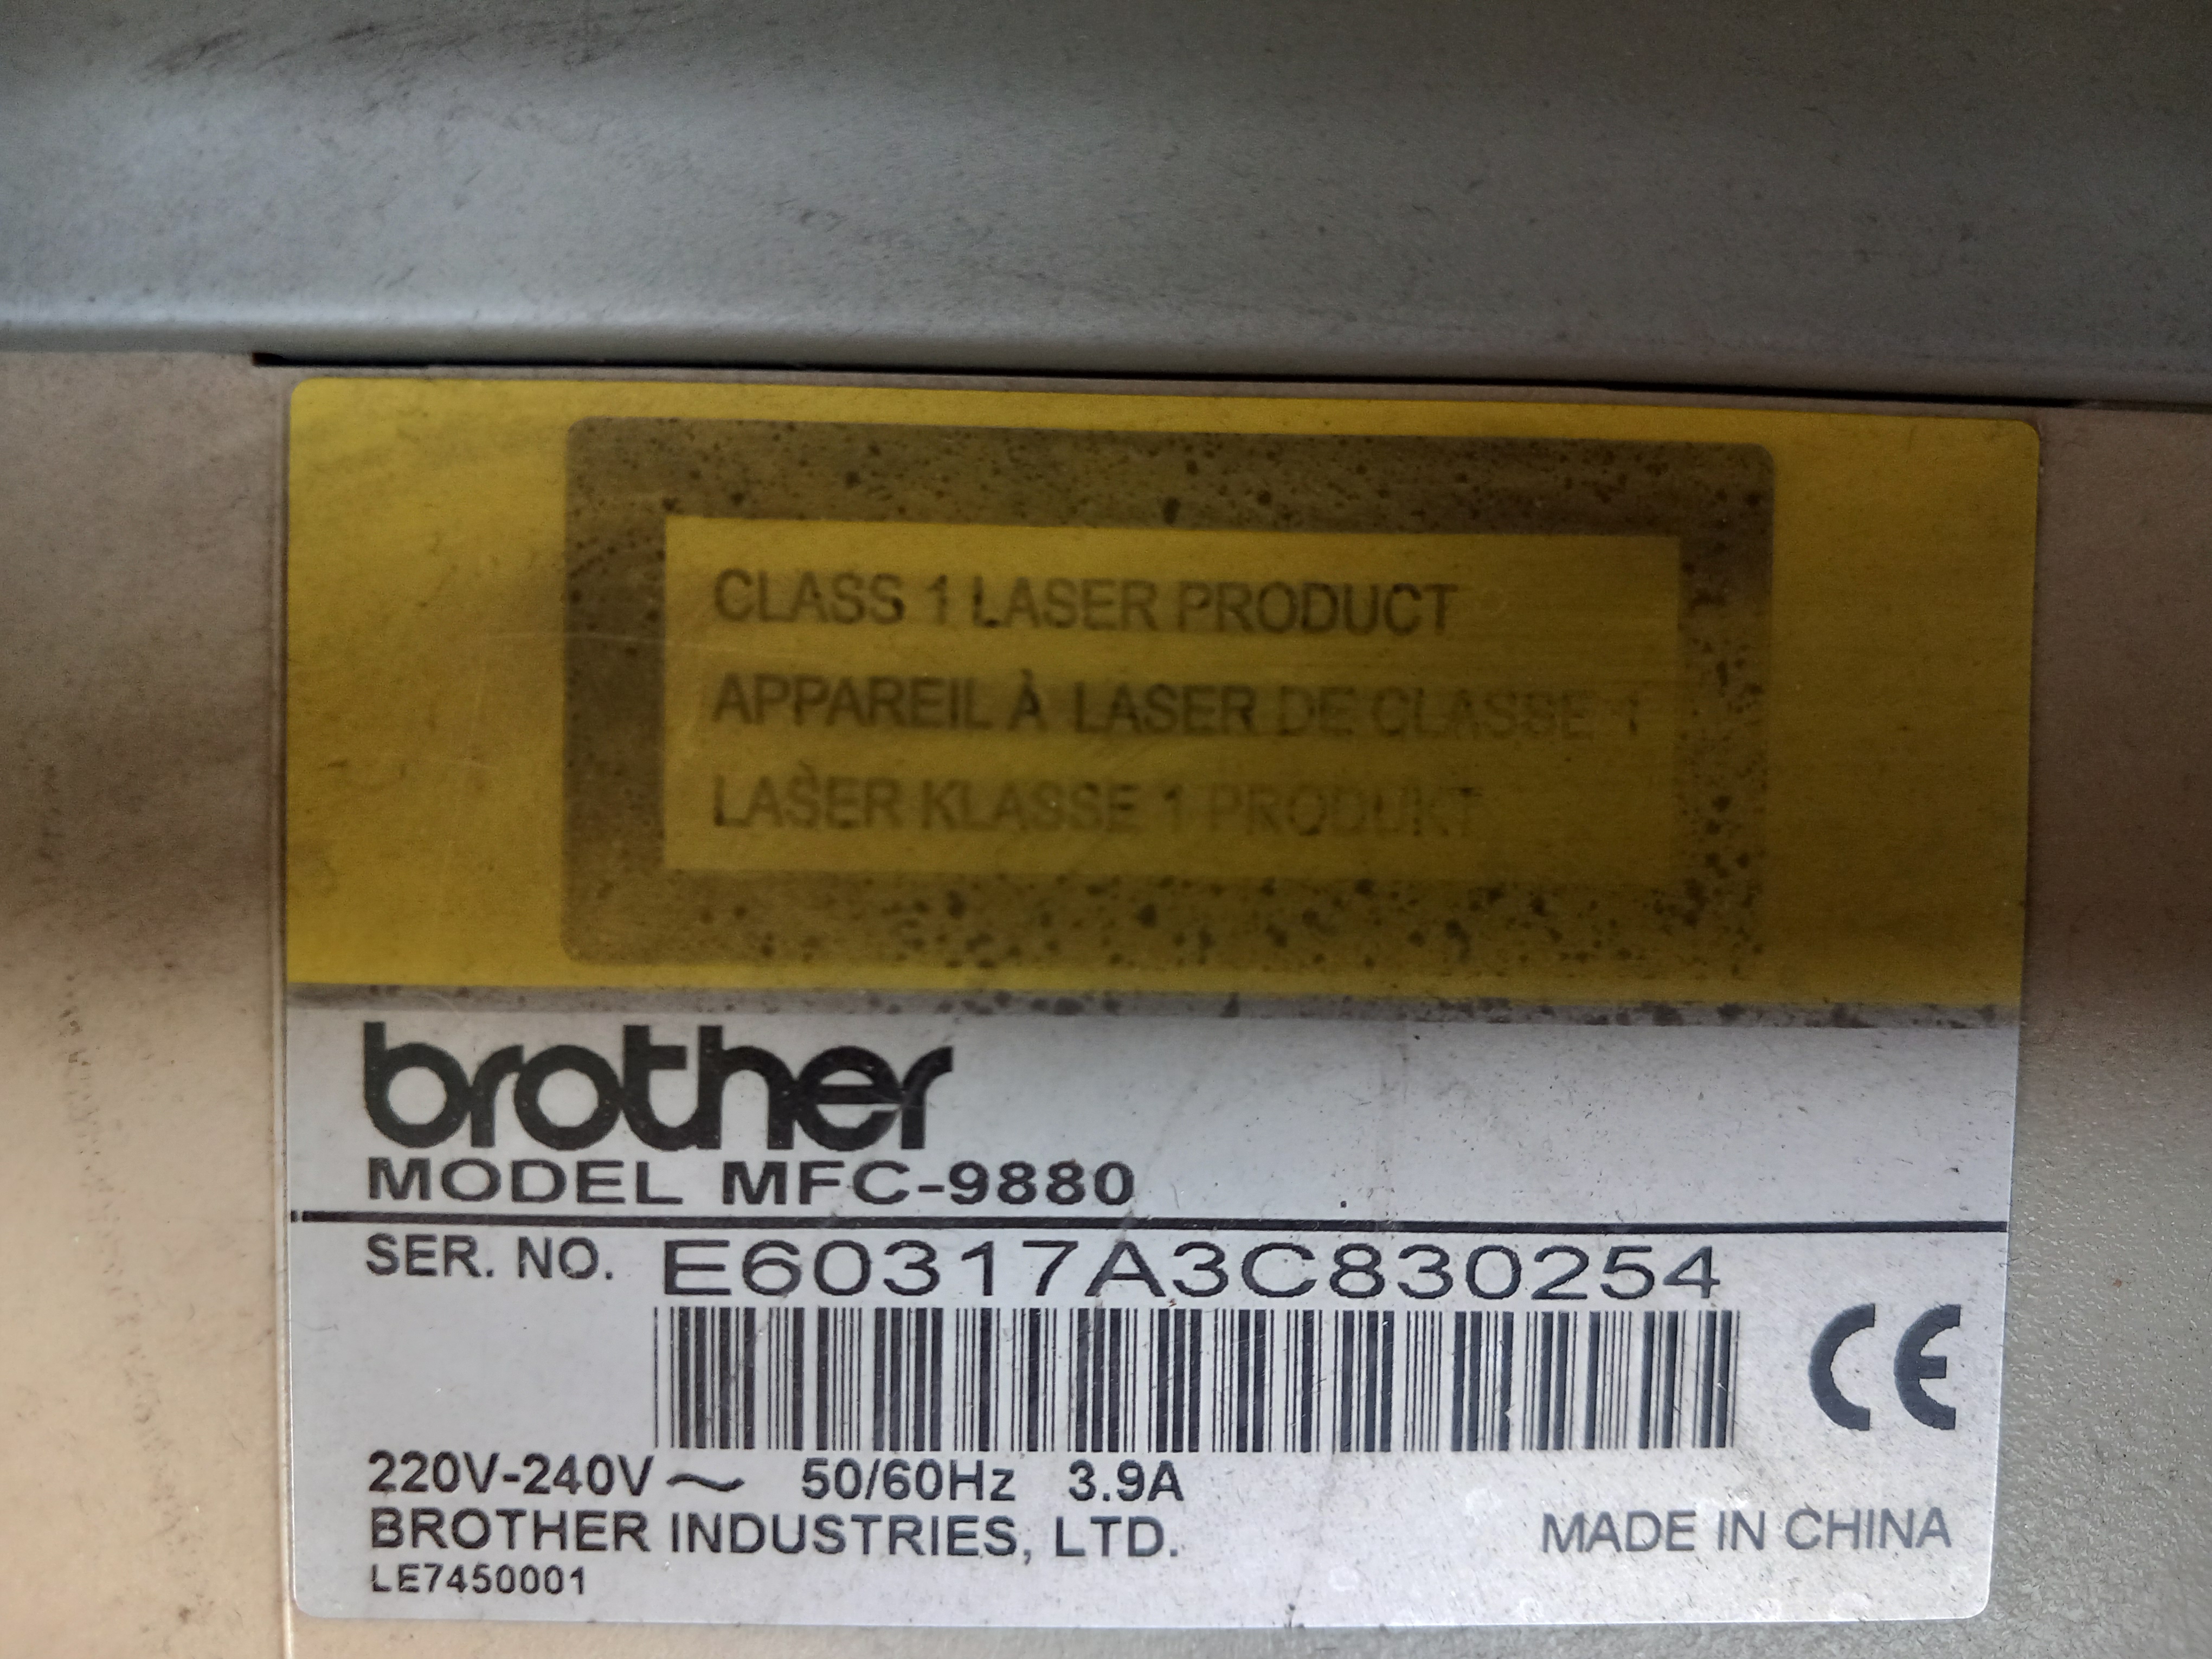 CLASS 1 LASER PRODUCT
APPAREIL À LASER DE CLASSE 1
LASER KLASSE 1 PRODUKT
brother
MODEL MFC-9880
SER. NO. E60317A3C830254
CE
220V-240V ~ 50/60Hz 3.9A
BROTHER INDUSTRIES, LTD.
MADE IN CHINA
LE7450001